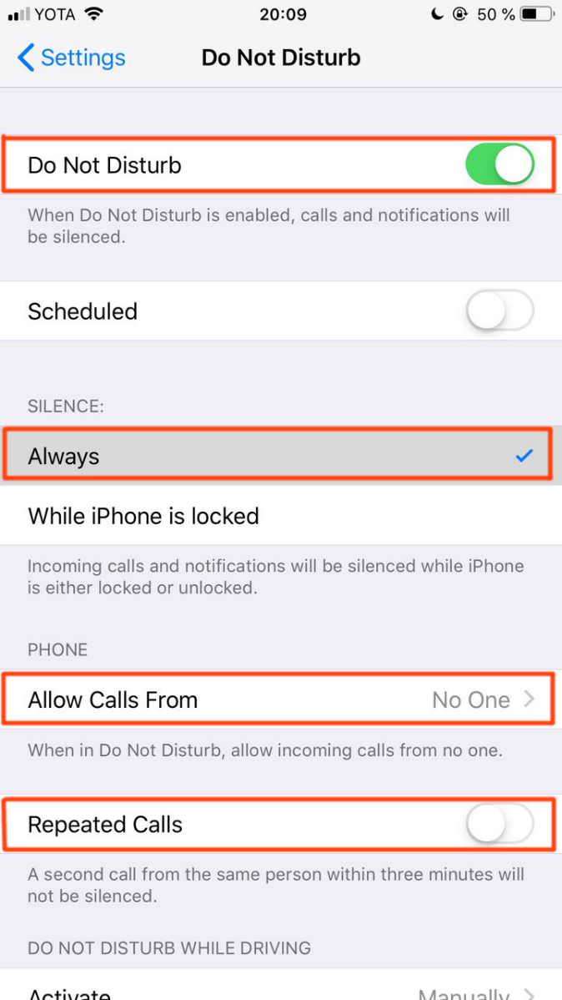 YOTA 20:09 50 %
Settings Do Not Disturb
Do Not Disturb
When Do Not Disturb is enabled, calls and notifications will
be silenced.
Scheduled
SILENCE:
Always
While iPhone is locked
Incoming calls and notifications will be silenced while iPhone
is either locked or unlocked.
PHONE
Allow Calls From No One
When in Do Not Disturb, allow incoming calls from no one.
Repeated Calls
A second call from the same person within three minutes will
not be silenced.
DO NOT DISTURB WHILE DRIVING
Activate Manually